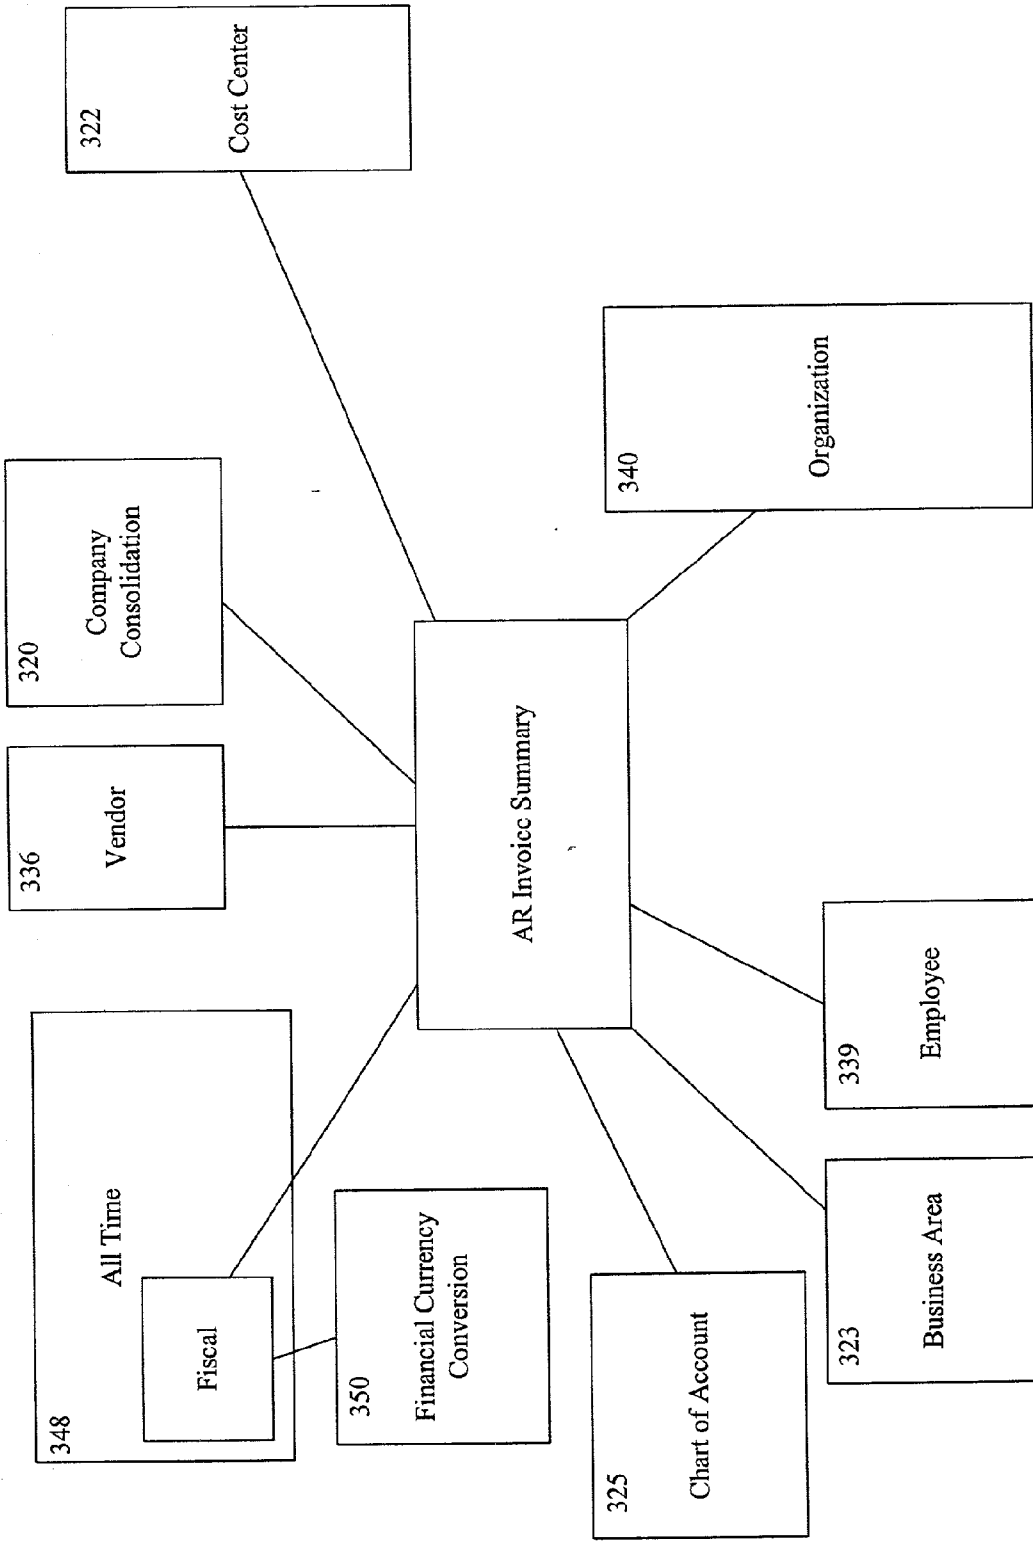 348
All Time
Fiscal
336
Vendor
320
Company
Consolidation
322
Cost Center
350
Financial Currency
Conversion
AR Invoice Summary
325
Chart of Account
340
Organization
323
Business Area
339
Employee